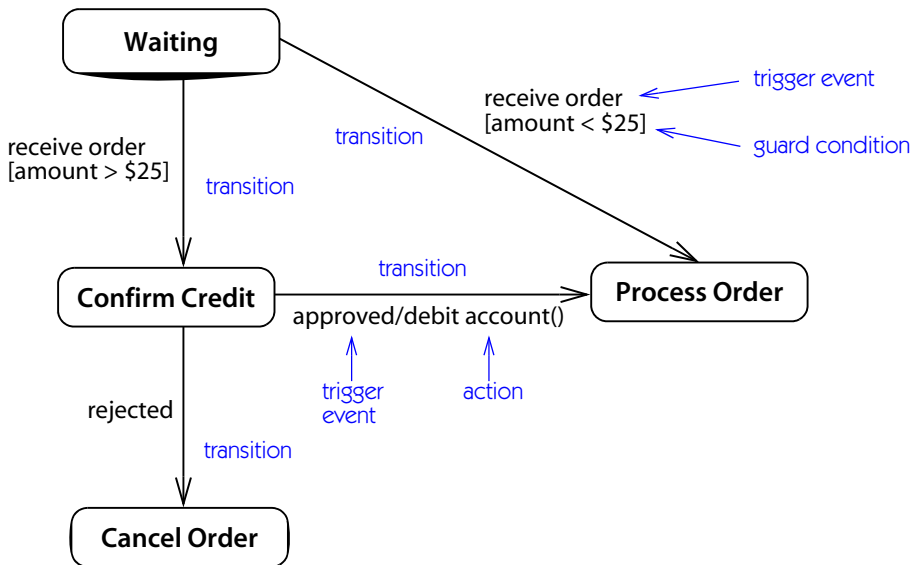 Waiting
trigger event
receive order
[amount < $25]
transition
guard condition
receive order
[amount > $25]
transition
transition
Confirm Credit
Process Order
approved/debit account()
trigger
event
action
rejected
transition
Cancel Order